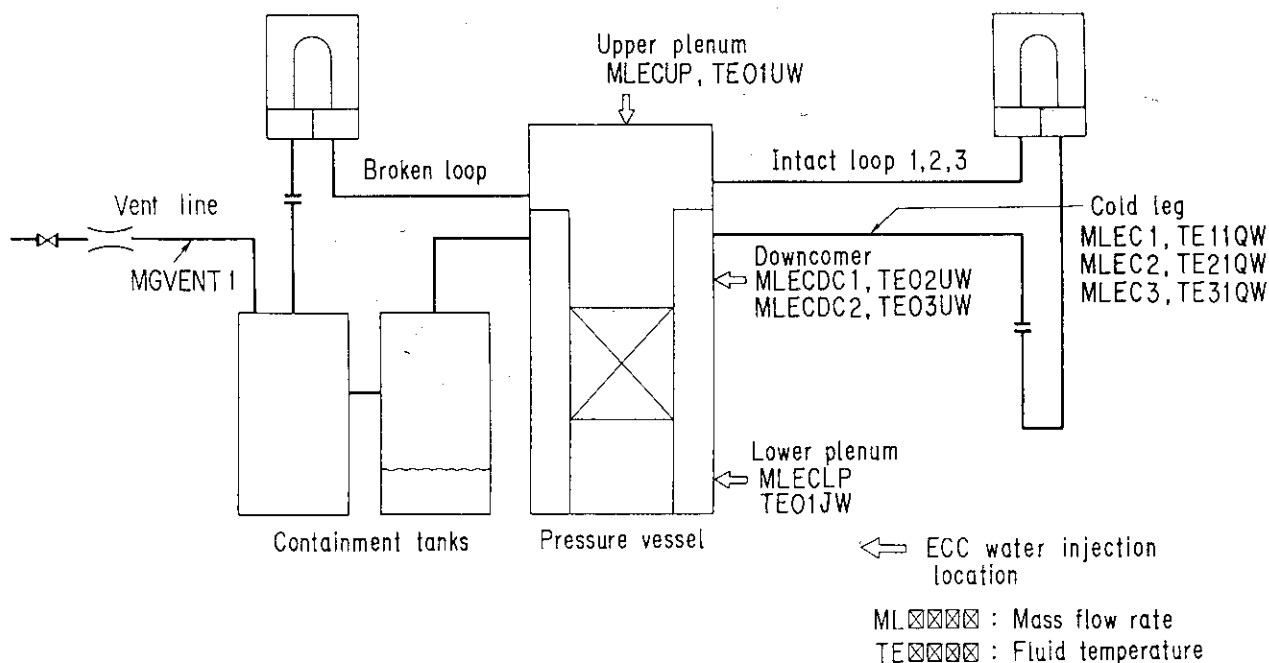 Upper plenum
MLECUP, TE01UW
Broken loop
Intact loop 1,2,3
Vent line
MGVENT1
Cold leg
MLEC1, TE11QW
MLEC2, TE21QW
MLEC3, TE31QW
Downcomer
MLECDC1, TE02UW
MLECDC2, TE03UW
Lower plenum
MLECLP
TE01JW
Containment tanks
Pressure vessel
ECC water injection
location
ML☒☒☒☒ : Mass flow rate
TE☒☒☒☒ : Fluid temperature